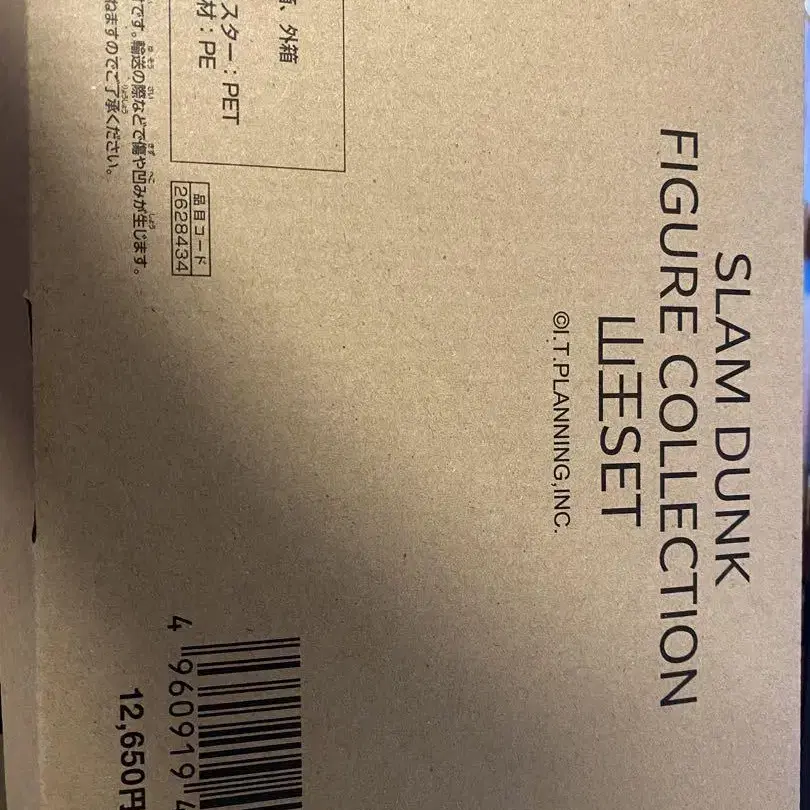 SLAM DUNK
FIGURE COLLECTION
山王SET
©I.T.PLANNING,INC.
、外箱
スター:PET
材:PE
品目コード
2628434
です。輸送の際などで傷や凹みが生じます。
ねますのでご了承ください。
4 960919 4
12,650円